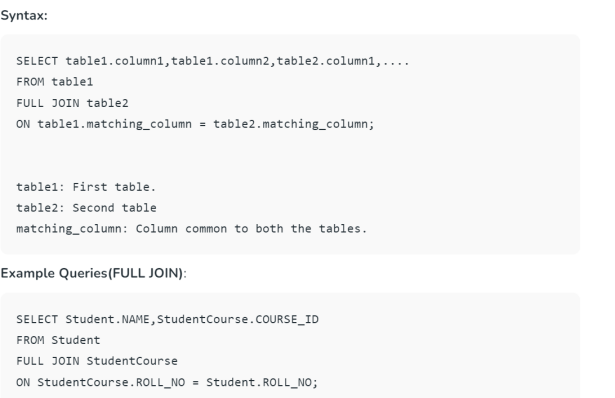 Syntax:
SELECT table1.column1,table1.column2,table2.column1,....
FROM table1
FULL JOIN table2
ON table1.matching_column = table2.matching_column;
table1: First table.
table2: Second table
matching_column: Column common to both the tables.
Example Queries(FULL JOIN):
SELECT Student.NAME,StudentCourse.COURSE_ID
FROM Student
FULL JOIN StudentCourse
ON StudentCourse.ROLL_NO = Student.ROLL_NO;